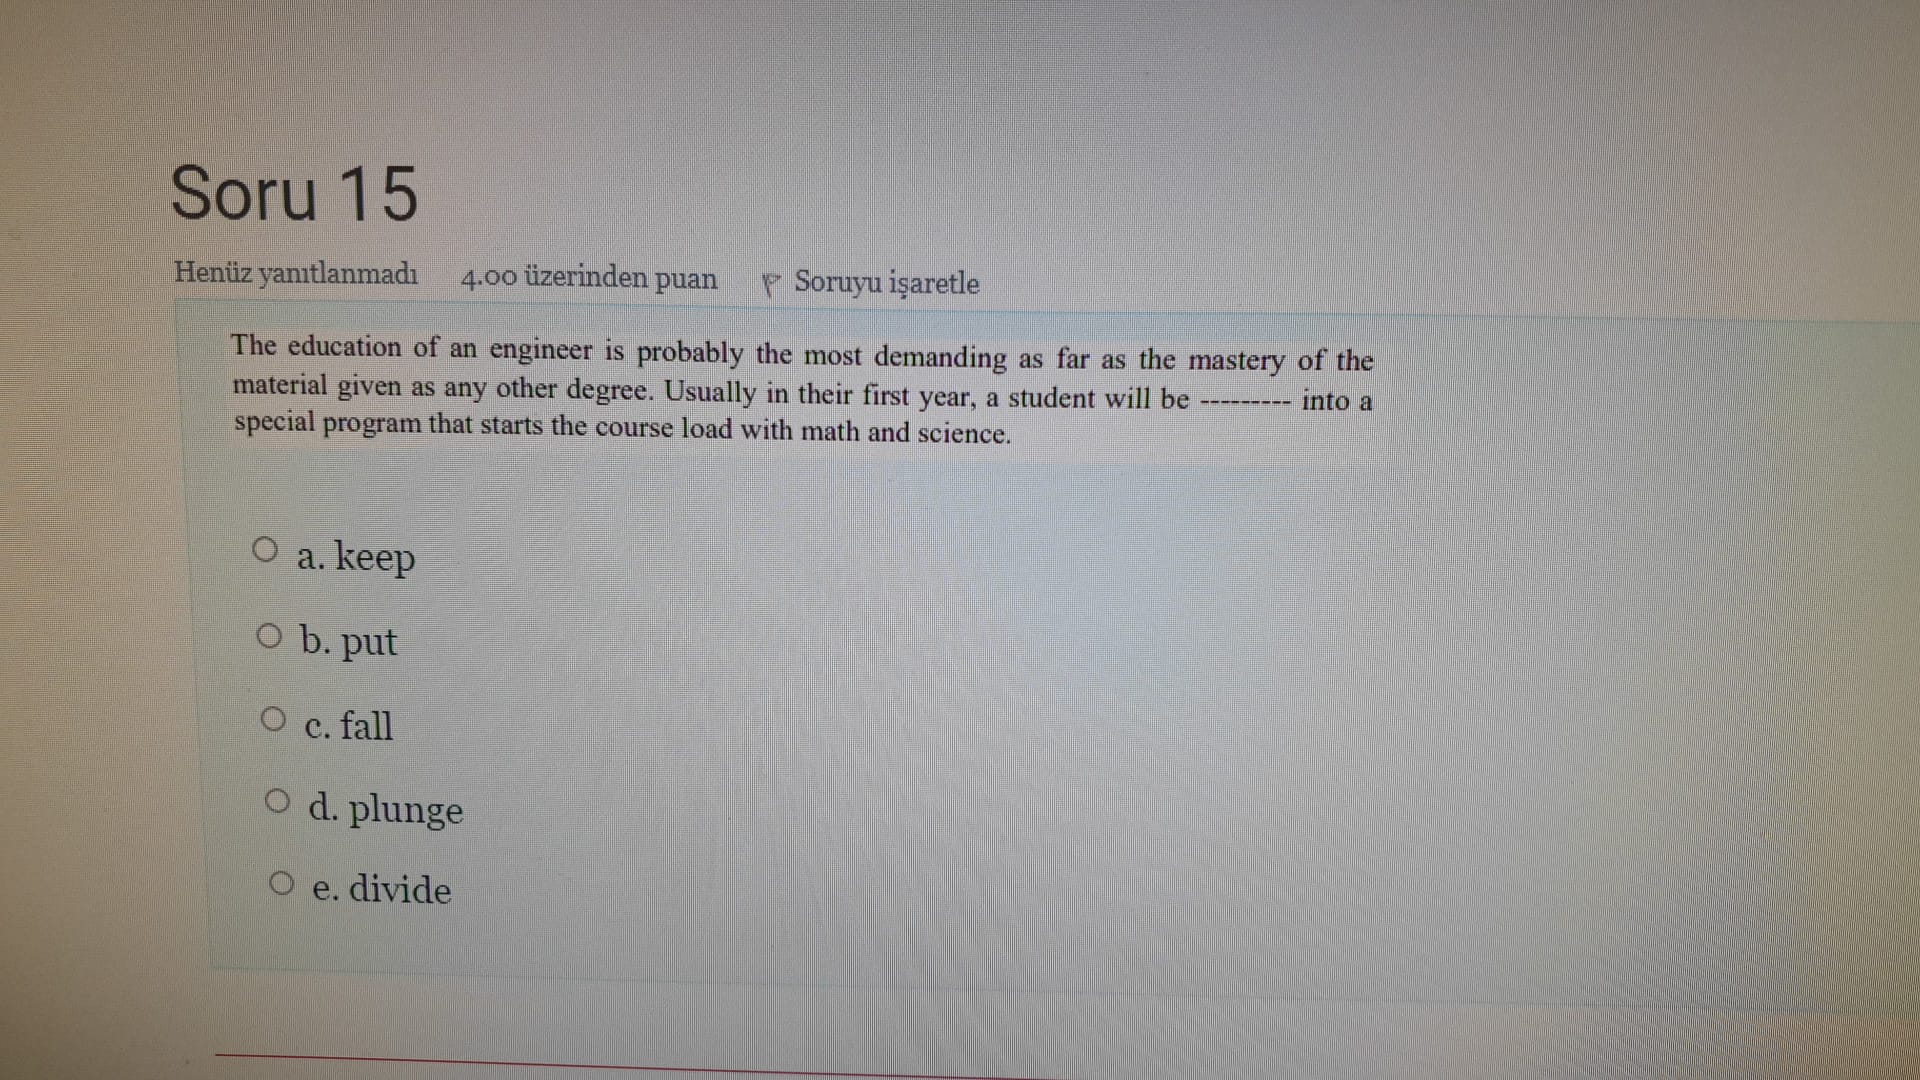 Soru 15
Henüz yanıtlanmadı 4.00 üzerinden puan Soruyu işaretle
The education of an engineer is probably the most demanding as far as the mastery of the
material given as any other degree. Usually in their first year, a student will be --------- into a
special program that starts the course load with math and science.
a. keep
b. put
c. fall
d. plunge
e. divide